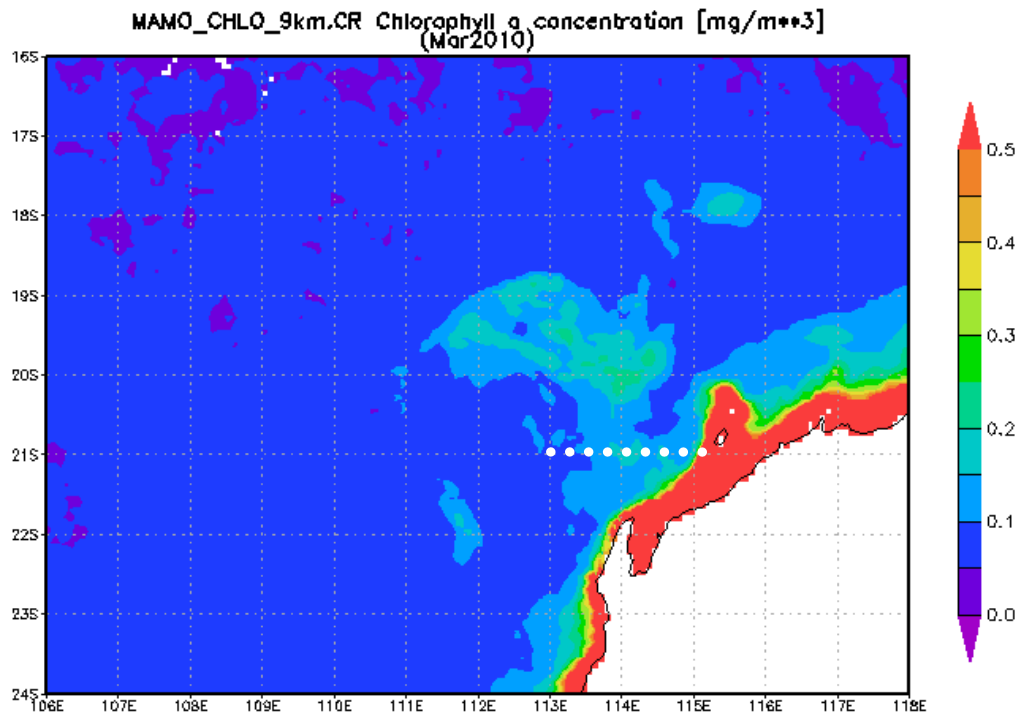 MAMO_CHLO_9km.CR Chlorophyll a concentration [mg/m**3]
(Mar2010)
16S
17S
18S
19S
20S
21S
22S
23S
24S
106E 107E 108E 109E 110E 111E 112E 113E 114E 115E 116E 117E 118E
0.5
0.4
0.3
0.2
0.1
0.0